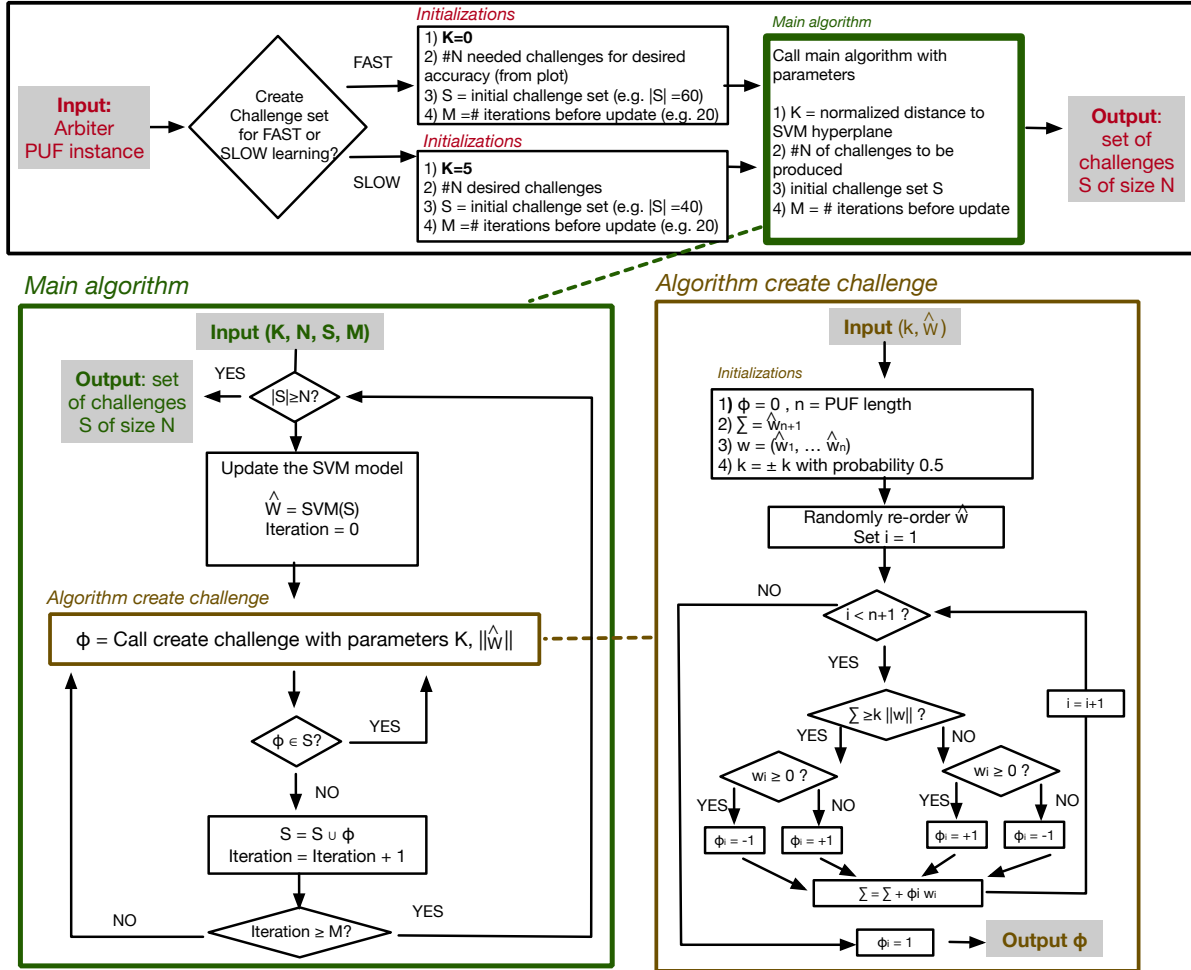 Initializations
Main algorithm
Input:
Arbiter
PUF instance
Create
Challenge set
for FAST or
SLOW learning?
FAST
SLOW
1) K=0
2) #N needed challenges for desired
accuracy (from plot)
3) S = initial challenge set (e.g. |S| =60)
4) M =# iterations before update (e.g. 20)
Initializations
1) K=5
2) #N desired challenges
3) S = initial challenge set (e.g. |S| =40)
4) M =# iterations before update (e.g. 20)
Call main algorithm with
parameters
1) K = normalized distance to
SVM hyperplane
2) #N of challenges to be
produced
3) initial challenge set S
4) M = # iterations before update
Output:
set of
challenges
S of size N
Main algorithm
Input (K, N, S, M)
YES
Output: set
of challenges
S of size N
|S|≥N?
Update the SVM model
ŵ = SVM(S)
Iteration = 0
Algorithm create challenge
ϕ = Call create challenge with parameters K, ||ŵ||
ϕ ∈ S?
YES
NO
S = S ∪ ϕ
Iteration = Iteration + 1
NO
Iteration ≥ M?
YES
Algorithm create challenge
Input (k, ŵ)
Initializations
1) ϕ = 0 , n = PUF length
2) ∑ = ŵn+1
3) w = (ŵ1, … ŵn)
4) k = ± k with probability 0.5
Randomly re-order ŵ
Set i = 1
NO
i < n+1 ?
YES
i = i+1
∑ ≥k ||w|| ?
YES
NO
wi ≥ 0 ?
wi ≥ 0 ?
YES
NO
YES
NO
ϕi = -1
ϕi = +1
ϕi = +1
ϕi = -1
∑ = ∑ + ϕi wi
ϕi = 1
Output ϕ